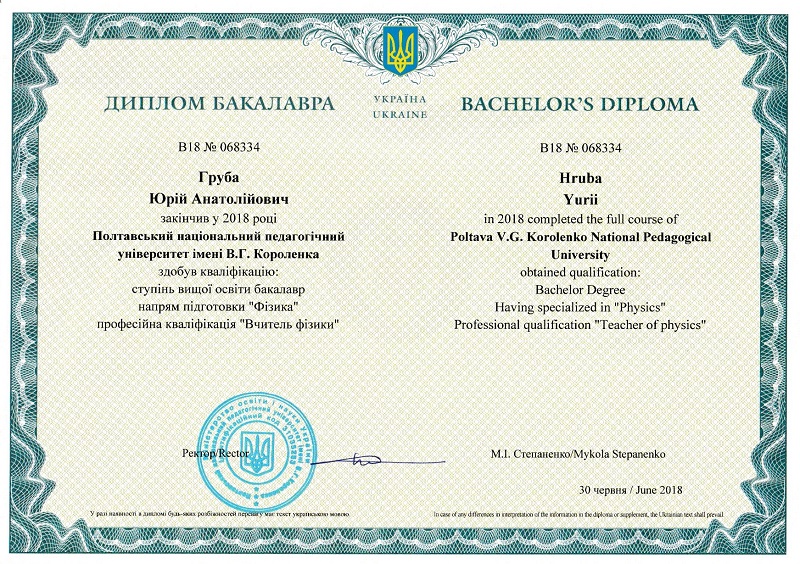 УКРАЇНА
UKRAINE
ДИПЛОМ БАКАЛАВРА
В18 № 068334
Груба
Юрій Анатолійович
закінчив у 2018 році
Полтавський національний педагогічний
університет імені В.Г. Короленка
здобув кваліфікацію:
ступінь вищої освіти бакалавр
напрям підготовки "Фізика"
професійна кваліфікація "Вчитель фізики"
BACHELOR'S DIPLOMA
B18 № 068334
Hruba
Yurii
in 2018 completed the full course of
Poltava V.G. Korolenko National Pedagogical
University
obtained qualification:
Bachelor Degree
Having specialized in "Physics"
Professional qualification "Teacher of physics"
Міністерство освіти і науки України
Ректор/Rector
М.І. Степаненко/Mykola Stepanenko
30 червня / June 2018
У разі наявності в дипломі будь-яких розбіжностей перевагу має текст українською мовою.
In case of any differences in interpretation of the information in the diploma or supplement, the Ukrainian text shall prevail